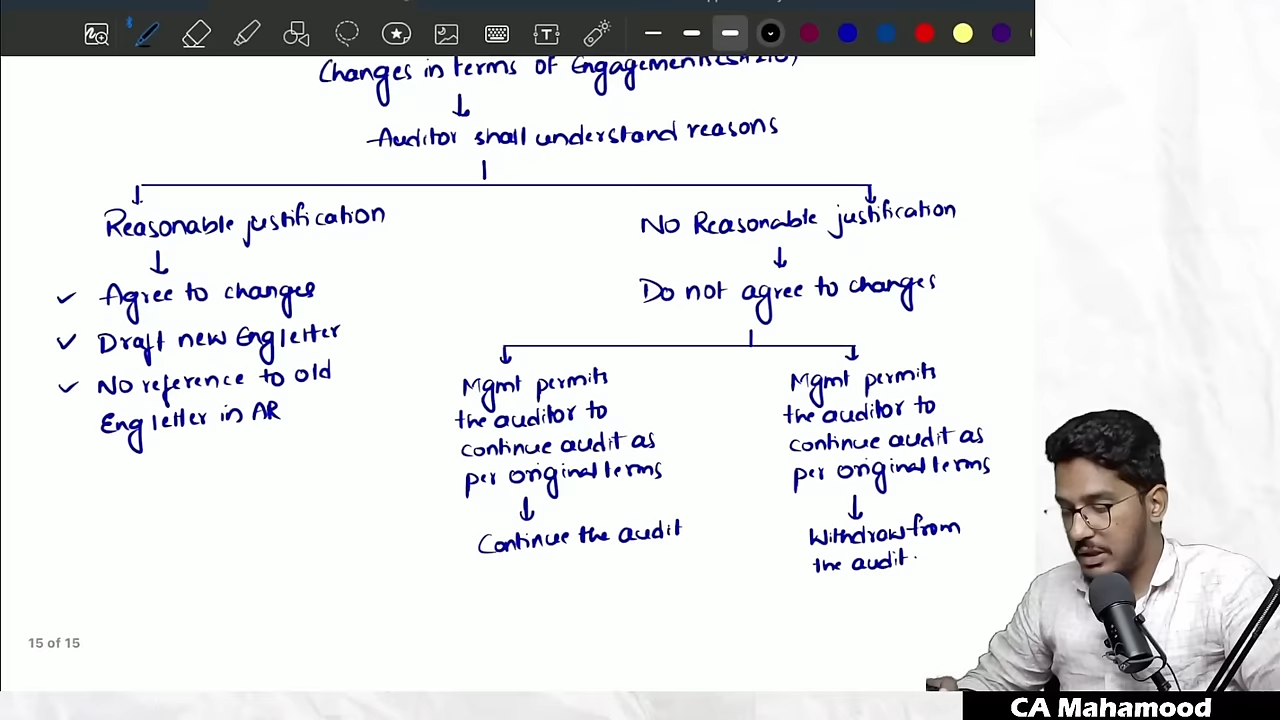 Changes in terms of Engagement
Auditor shall understand reasons
Reasonable justification
Agree to changes
Draft new Eng letter
No reference to old
Eng letter in AR
No Reasonable justification
Do not agree to changes
Mgmt permits
the auditor to
continue audit as
per original terms
Continue the audit
Mgmt permits
the auditor to
continue audit as
per original terms
Withdrow from
the audit.
15 of 15
CA Mahamood